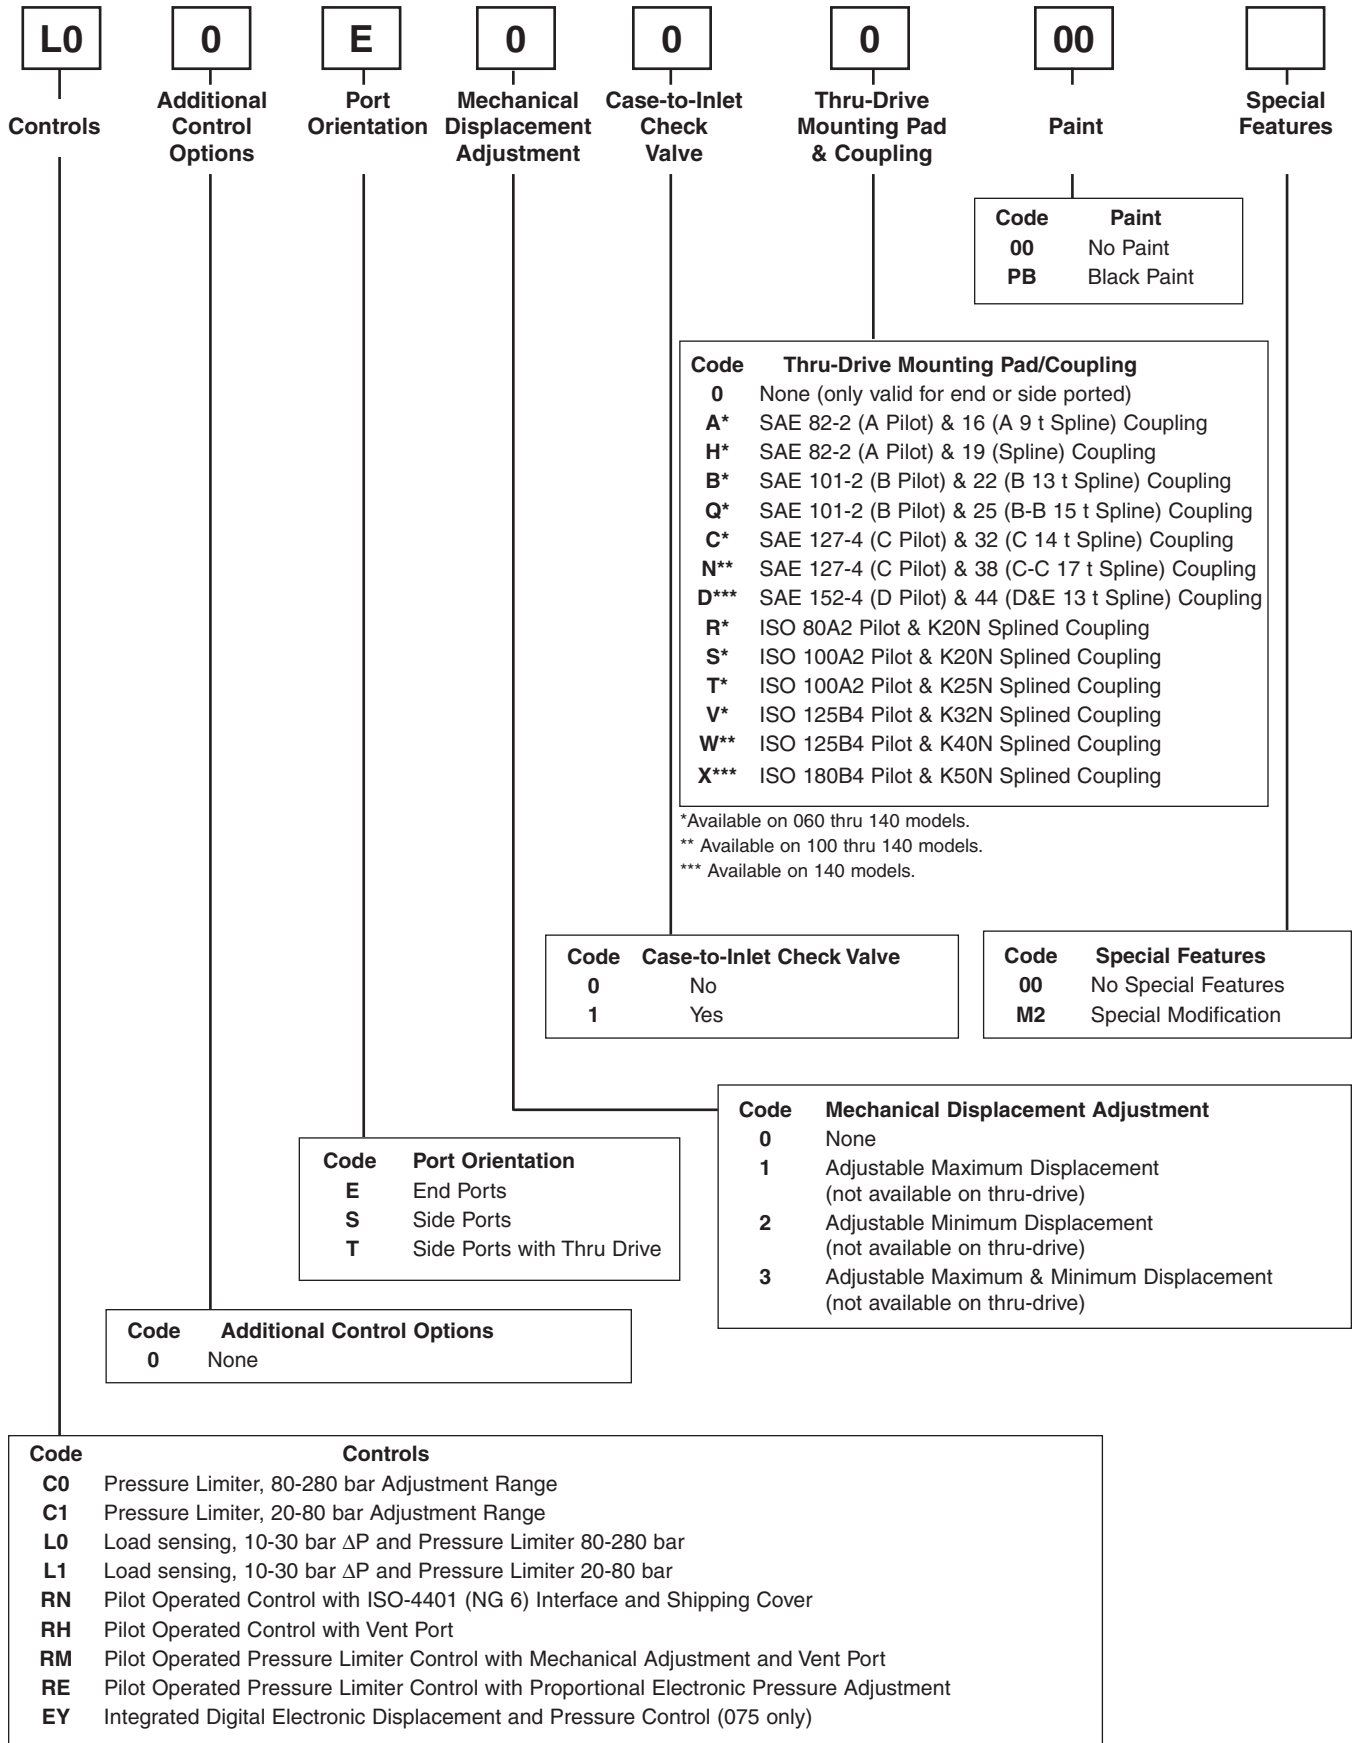 L0 0 E 0 0 0 00
Controls
Additional
Control
Options
Port
Orientation
Mechanical
Displacement
Adjustment
Case-to-Inlet
Check
Valve
Thru-Drive
Mounting Pad
& Coupling
Paint
Special
Features
Code Paint
00 No Paint
PB Black Paint
Code Thru-Drive Mounting Pad/Coupling
0 None (only valid for end or side ported)
A* SAE 82-2 (A Pilot) & 16 (A 9 t Spline) Coupling
H* SAE 82-2 (A Pilot) & 19 (Spline) Coupling
B* SAE 101-2 (B Pilot) & 22 (B 13 t Spline) Coupling
Q* SAE 101-2 (B Pilot) & 25 (B-B 15 t Spline) Coupling
C* SAE 127-4 (C Pilot) & 32 (C 14 t Spline) Coupling
N** SAE 127-4 (C Pilot) & 38 (C-C 17 t Spline) Coupling
D*** SAE 152-4 (D Pilot) & 44 (D&E 13 t Spline) Coupling
R* ISO 80A2 Pilot & K20N Splined Coupling
S* ISO 100A2 Pilot & K20N Splined Coupling
T* ISO 100A2 Pilot & K25N Splined Coupling
V* ISO 125B4 Pilot & K32N Splined Coupling
W** ISO 125B4 Pilot & K40N Splined Coupling
X*** ISO 180B4 Pilot & K50N Splined Coupling
*Available on 060 thru 140 models.
** Available on 100 thru 140 models.
*** Available on 140 models.
Code Case-to-Inlet Check Valve
0 No
1 Yes
Code Special Features
00 No Special Features
M2 Special Modification
Code Mechanical Displacement Adjustment
0 None
1 Adjustable Maximum Displacement
(not available on thru-drive)
2 Adjustable Minimum Displacement
(not available on thru-drive)
3 Adjustable Maximum & Minimum Displacement
(not available on thru-drive)
Code Port Orientation
E End Ports
S Side Ports
T Side Ports with Thru Drive
Code Additional Control Options
0 None
Code Controls
C0 Pressure Limiter, 80-280 bar Adjustment Range
C1 Pressure Limiter, 20-80 bar Adjustment Range
L0 Load sensing, 10-30 bar ΔP and Pressure Limiter 80-280 bar
L1 Load sensing, 10-30 bar ΔP and Pressure Limiter 20-80 bar
RN Pilot Operated Control with ISO-4401 (NG 6) Interface and Shipping Cover
RH Pilot Operated Control with Vent Port
RM Pilot Operated Pressure Limiter Control with Mechanical Adjustment and Vent Port
RE Pilot Operated Pressure Limiter Control with Proportional Electronic Pressure Adjustment
EY Integrated Digital Electronic Displacement and Pressure Control (075 only)